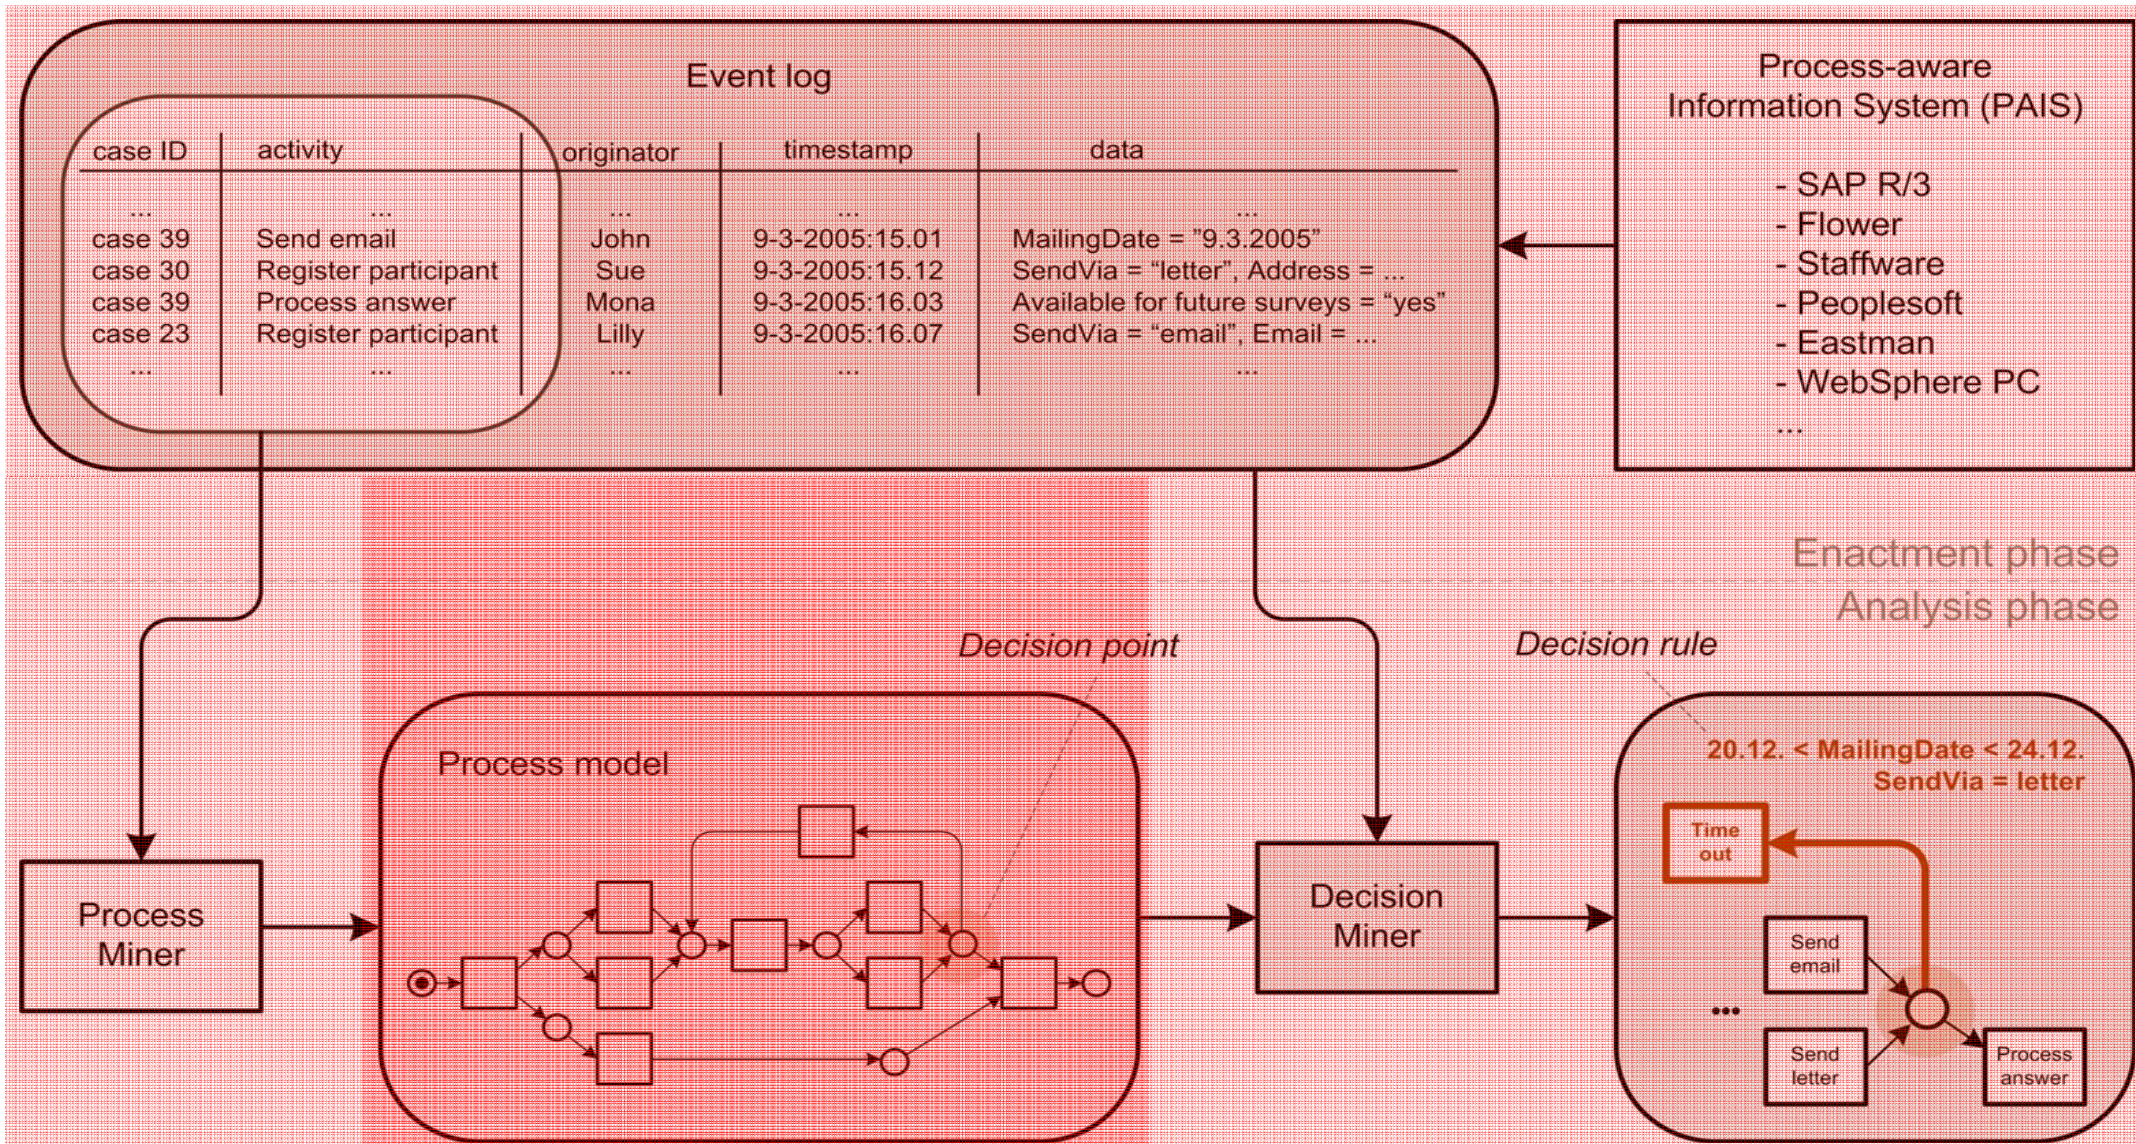 Event log
case ID activity originator timestamp data
... ... ... ... ...
case 39 Send email John 9-3-2005:15.01 MailingDate = ”9.3.2005”
case 30 Register participant Sue 9-3-2005:15.12 SendVia = “letter”, Address = ...
case 39 Process answer Mona 9-3-2005:16.03 Available for future surveys = “yes”
case 23 Register participant Lilly 9-3-2005:16.07 SendVia = “email”, Email = ...
... ... ... ... ...
Process-aware
Information System (PAIS)
- SAP R/3
- Flower
- Staffware
- Peoplesoft
- Eastman
- WebSphere PC
...
Enactment phase
Analysis phase
Decision point
Decision rule
Process
Miner
Process model
Decision
Miner
20.12. < MailingDate < 24.12.
SendVia = letter
Time
out
Send
email
...
Send
letter
Process
answer